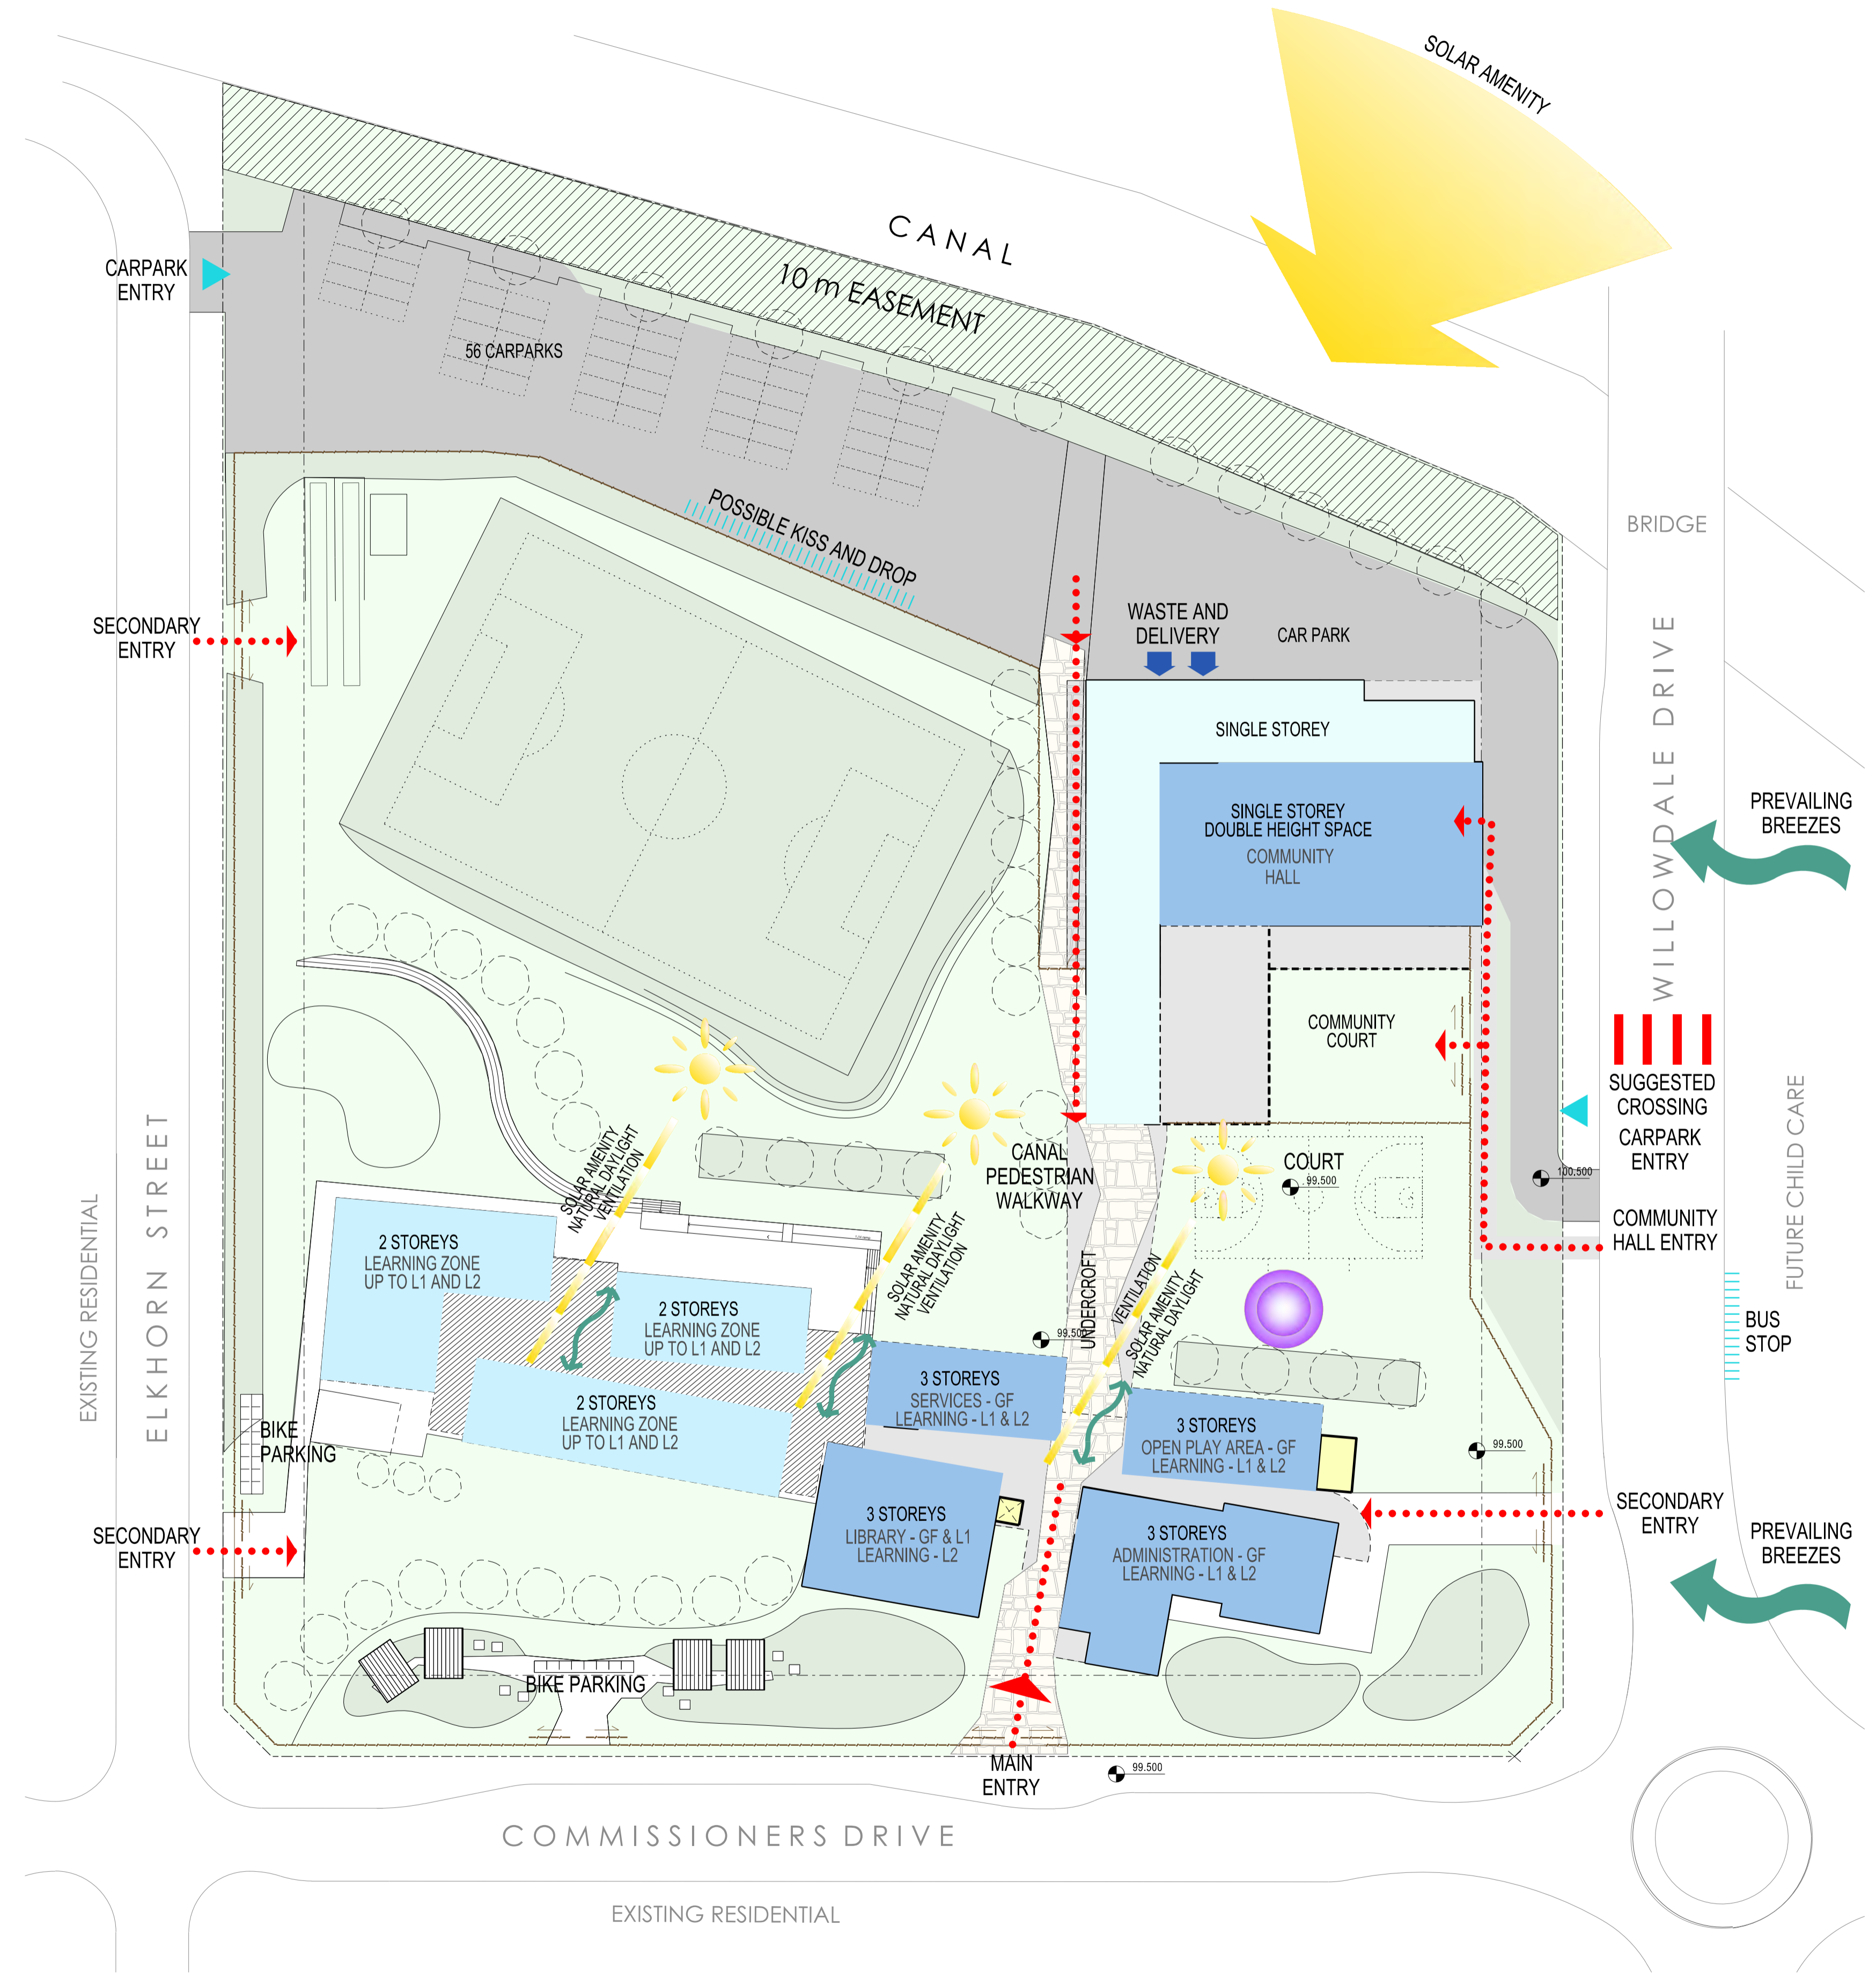 SOLAR AMENITY
CANAL
10 m EASEMENT
CARPARK
ENTRY
56 CARPARKS
POSSIBLE KISS AND DROP
BRIDGE
SECONDARY
ENTRY
WASTE AND
DELIVERY
CAR PARK
WILLOWDALE DRIVE
SINGLE STOREY
SINGLE STOREY
DOUBLE HEIGHT SPACE
COMMUNITY
HALL
PREVAILING
BREEZES
COMMUNITY
COURT
SUGGESTED
CROSSING
CARPARK
ENTRY
FUTURE CHILD CARE
SOLAR AMENITY
NATURAL DAYLIGHT
VENTILATION
CANAL
PEDESTRIAN
WALKWAY
COURT
99.500
100.500
COMMUNITY
HALL ENTRY
EXISTING RESIDENTIAL
ELKHORN STREET
2 STOREYS
LEARNING ZONE
UP TO L1 AND L2
SOLAR AMENITY
NATURAL DAYLIGHT
VENTILATION
UNDERCROFT
VENTILATION
SOLAR AMENITY
NATURAL DAYLIGHT
2 STOREYS
LEARNING ZONE
UP TO L1 AND L2
99.500
BUS
STOP
2 STOREYS
LEARNING ZONE
UP TO L1 AND L2
3 STOREYS
SERVICES - GF
LEARNING - L1 & L2
3 STOREYS
OPEN PLAY AREA - GF
LEARNING - L1 & L2
99.500
BIKE
PARKING
SECONDARY
ENTRY
3 STOREYS
LIBRARY - GF & L1
LEARNING - L2
3 STOREYS
ADMINISTRATION - GF
LEARNING - L1 & L2
SECONDARY
ENTRY
PREVAILING
BREEZES
BIKE PARKING
MAIN
ENTRY
99.500
COMMISSIONERS DRIVE
EXISTING RESIDENTIAL